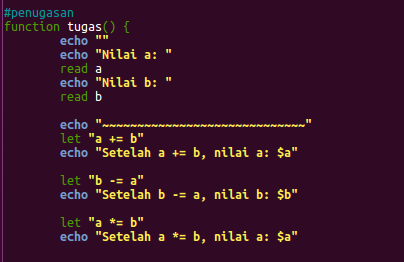 #penugasan
function tugas() {
echo ""
echo "Nilai a: "
read a
echo "Nilai b: "
read b
echo "~~~~~~~~~~~~~~~~~~~~~~~~~~~~~"
let "a += b"
echo "Setelah a += b, nilai a: $a"
let "b -= a"
echo "Setelah b -= a, nilai b: $b"
let "a *= b"
echo "Setelah a *= b, nilai a: $a"